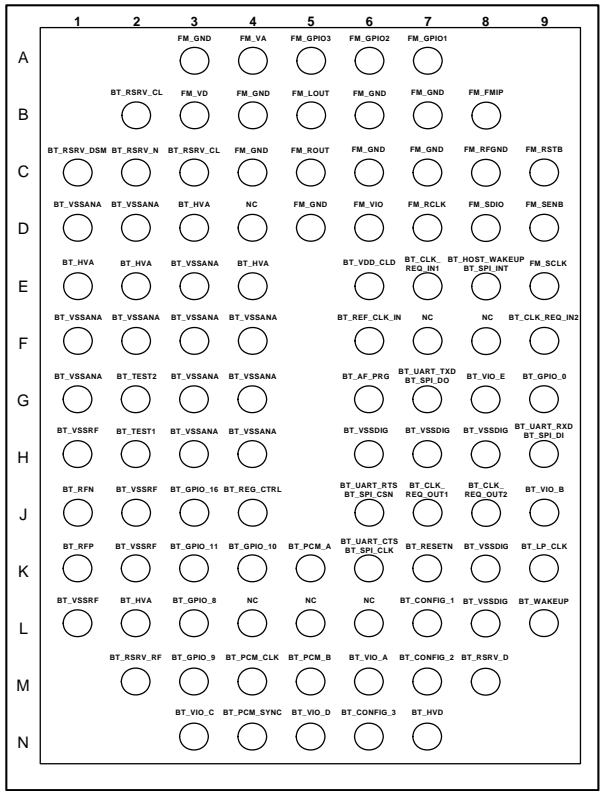 1 2 3 4 5 6 7 8 9
FM_GND FM_VA FM_GPIO3 FM_GPIO2 FM_GPIO1
A
BT_RSRV_CL FM_VD FM_GND FM_LOUT FM_GND FM_GND FM_FMIP
B
BT_RSRV_DSM BT_RSRV_N BT_RSRV_CL FM_GND FM_ROUT FM_GND FM_GND FM_RFGND FM_RSTB
C
BT_VSSANA BT_VSSANA BT_HVA NC FM_GND FM_VIO FM_RCLK FM_SDIO FM_SENB
D
BT_HVA BT_HVA BT_VSSANA BT_HVA BT_VDD_CLD BT_CLK_ BT_HOST_WAKEUP FM_SCLK
REQ_IN1 BT_SPI_INT
E
BT_VSSANA BT_VSSANA BT_VSSANA BT_VSSANA BT_REF_CLK_IN NC NC BT_CLK_REQ_IN2
F
BT_VSSANA BT_TEST2 BT_VSSANA BT_VSSANA BT_AF_PRG BT_UART_TXD BT_VIO_E BT_GPIO_0
BT_SPI_DO
G
BT_VSSRF BT_TEST1 BT_VSSANA BT_VSSANA BT_VSSDIG BT_VSSDIG BT_VSSDIG BT_UART_RXD
BT_SPI_DI
H
BT_RFN BT_VSSRF BT_GPIO_16 BT_REG_CTRL BT_UART_RTS BT_CLK_ BT_CLK_ BT_VIO_B
BT_SPI_CSN REQ_OUT1 REQ_OUT2
J
BT_RFP BT_VSSRF BT_GPIO_11 BT_GPIO_10 BT_PCM_A BT_UART_CTS BT_RESETN BT_VSSDIG BT_LP_CLK
BT_SPI_CLK
K
BT_VSSRF BT_HVA BT_GPIO_8 NC NC NC BT_CONFIG_1 BT_VSSDIG BT_WAKEUP
L
BT_RSRV_RF BT_GPIO_9 BT_PCM_CLK BT_PCM_B BT_VIO_A BT_CONFIG_2 BT_RSRV_D
M
BT_VIO_C BT_PCM_SYNC BT_VIO_D BT_CONFIG_3 BT_HVD
N